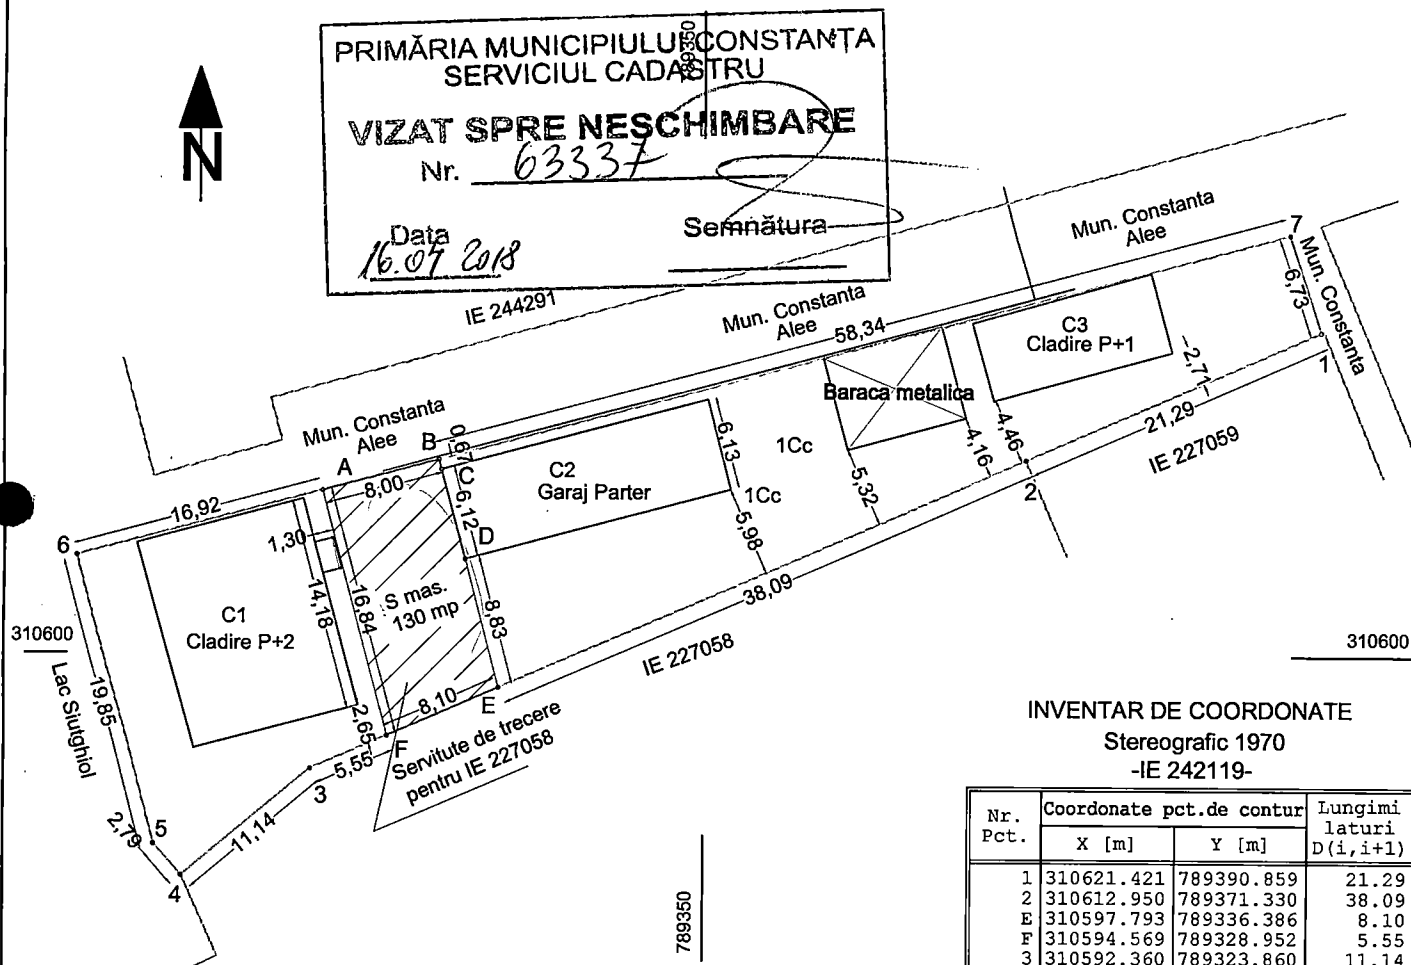 789350
PRIMĂRIA MUNICIPIULUI CONSTANȚA
SERVICIUL CADASTRU
VIZAT SPRE NESCHIMBARE
Nr. 63337
Data
Semnătura
16.04 2018
N
IE 244291
Mun. Constanta
Alee
7
Mun. Constanta
Alee
58,34
6,73
Mun. Constanta
C3
Cladire P+1
2,71
1
Baraca metalica
Mun. Constanta
Alee
A
B
0,67
8,00
C
6,12
C2
Garaj Parter
6,13
1Cc
1Cc
4,16
4,46
21,29
IE 227059
2
16,92
6
1,30
D
5,98
5,32
14,18
16,84
S mas.
130 mp
8,83
38,09
C1
Cladire P+2
310600
310600
IE 227058
Lac Siutghiol
19,85
8,10
E
2,65
F
Servitute de trecere
pentru IE 227058
5,55
3
11,14
2,79
5
4
789350
INVENTAR DE COORDONATE
Stereografic 1970
-IE 242119-
Nr. Pct. Coordonate pct.de contur Lungimi laturi D(i,i+1)
X [m] Y [m]
1 310621.421 789390.859 21.29
2 310612.950 789371.330 38.09
E 310597.793 789336.386 8.10
F 310594.569 789328.952 5.55
3 310592.360 789323.860 11.14